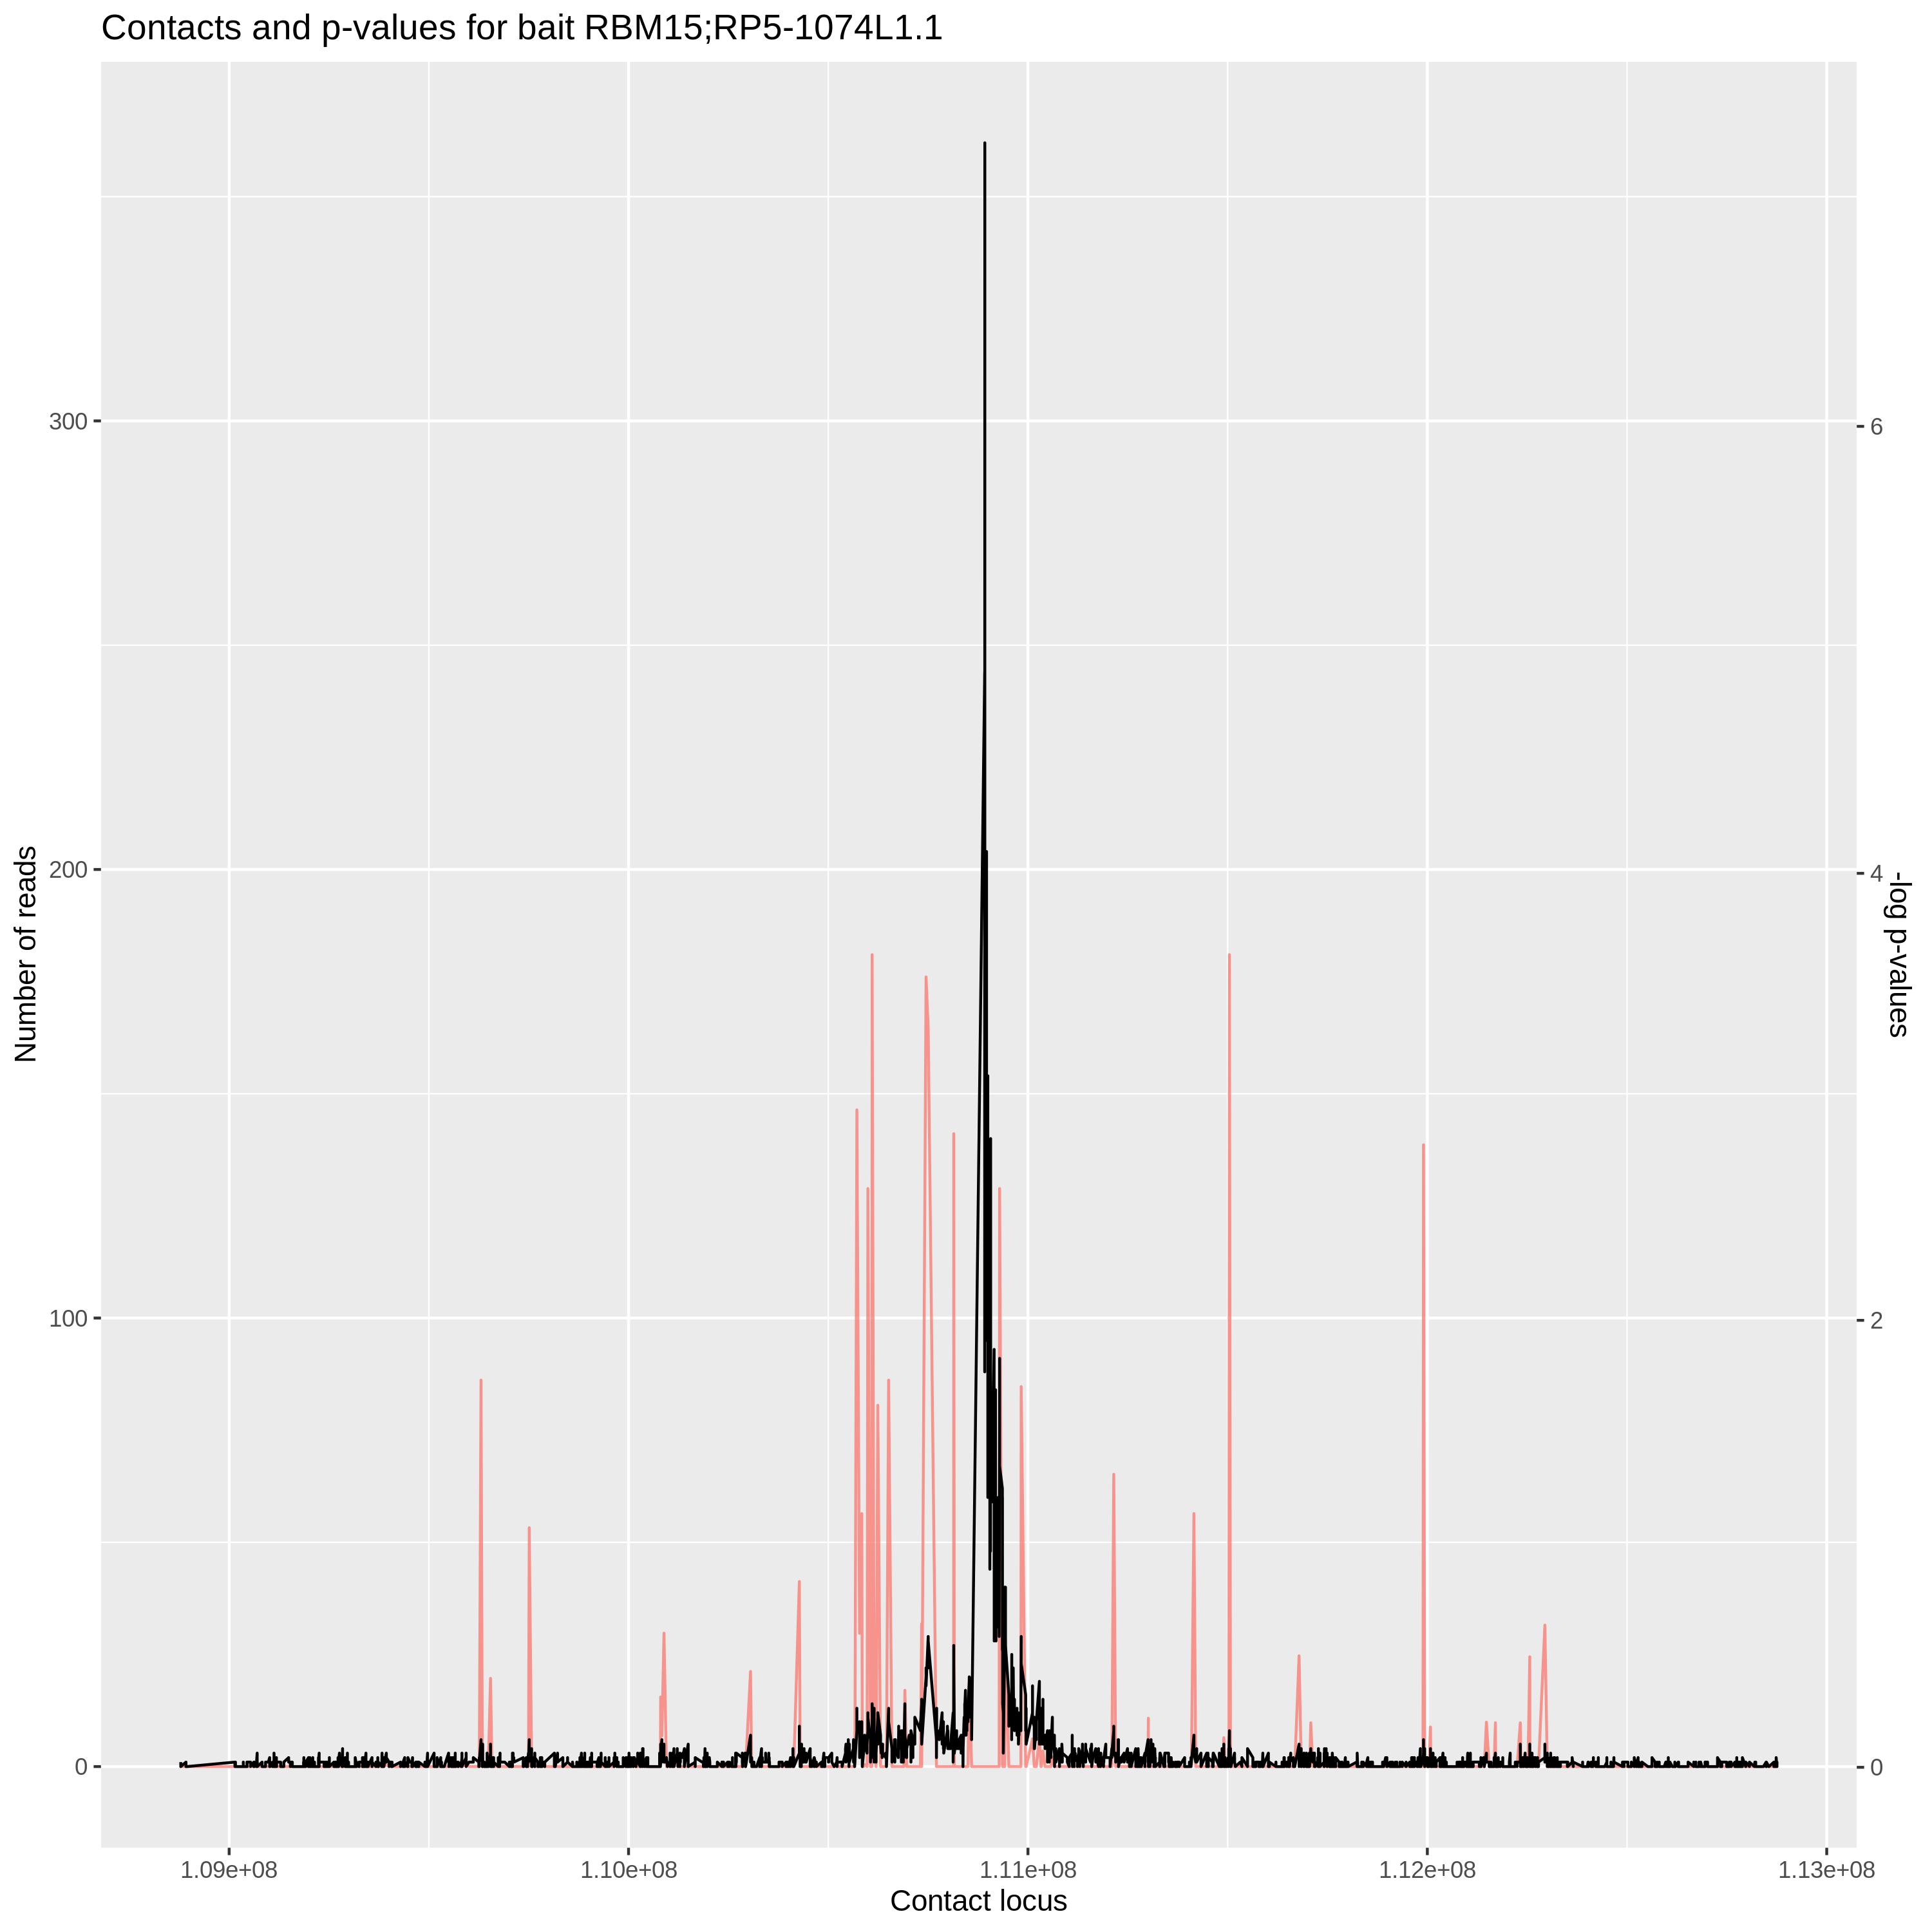 Contacts and p-values for bait RBM15;RP5-1074L1.1
300
200
100
0
Number of reads
6
4
2
0
-log p-values
1.09e+08 1.10e+08 1.11e+08 1.12e+08 1.13e+08
Contact locus